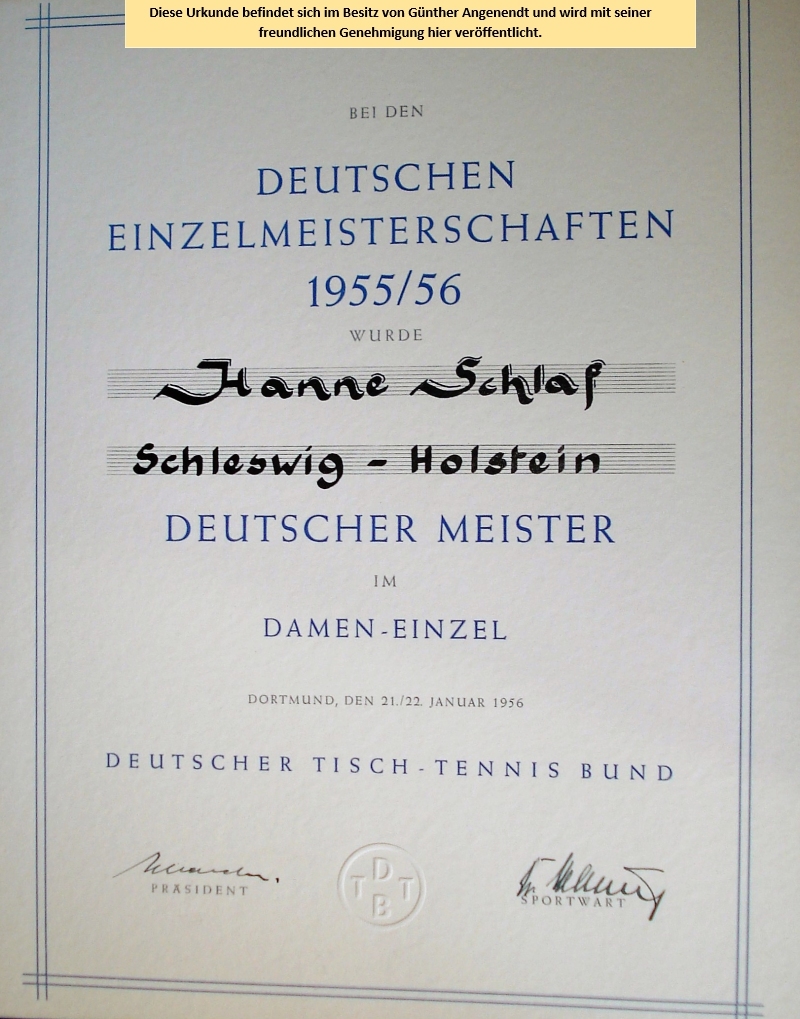 Diese Urkunde befindet sich im Besitz von Günther Angenendt und wird mit seiner
freundlichen Genehmigung hier veröffentlicht.
BEI DEN
DEUTSCHEN
EINZELMEISTERSCHAFTEN
1955/56
WURDE
Hanne Schlaf
Schleswig - Holstein
DEUTSCHER MEISTER
IM
DAMEN-EINZEL
DORTMUND, DEN 21./22. JANUAR 1956
DEUTSCHER TISCH-TENNIS BUND
PRÄSIDENT
D
T T
B
SPORTWART